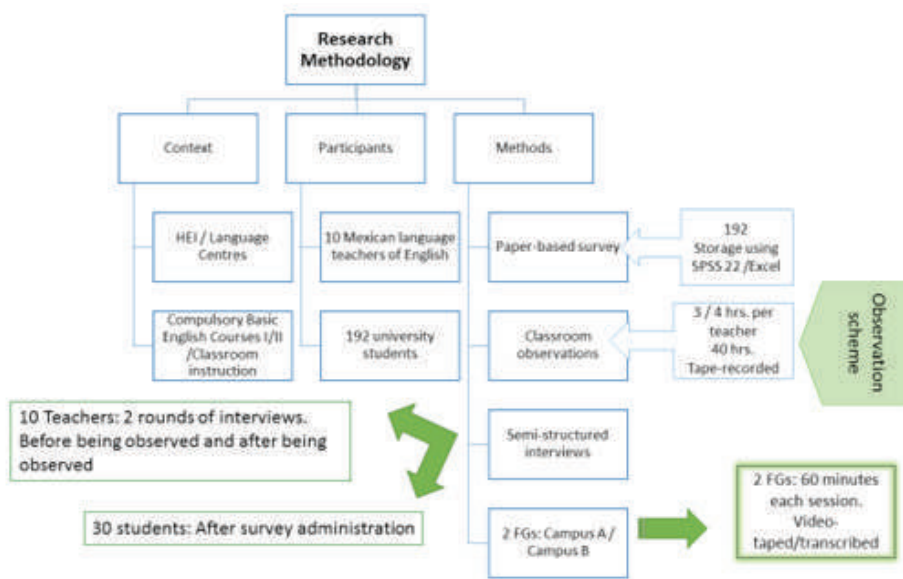 Research
Methodology
Context
Participants
Methods
HEI / Language
Centres
10 Mexican language
teachers of English
Paper-based survey
192
Storage using
SPSS 22 /Excel
Compulsory Basic
English Courses I/II
/Classroom
instruction
192 university
students
Classroom
observations
3 / 4 hrs. per
teacher
40 hrs.
Tape-recorded
Observation
scheme
10 Teachers: 2 rounds of interviews.
Before being observed and after being
observed
Semi-structured
interviews
30 students: After survey administration
2 FGs: Campus A /
Campus B
2 FGs: 60 minutes
each session.
Video-
taped/transcribed